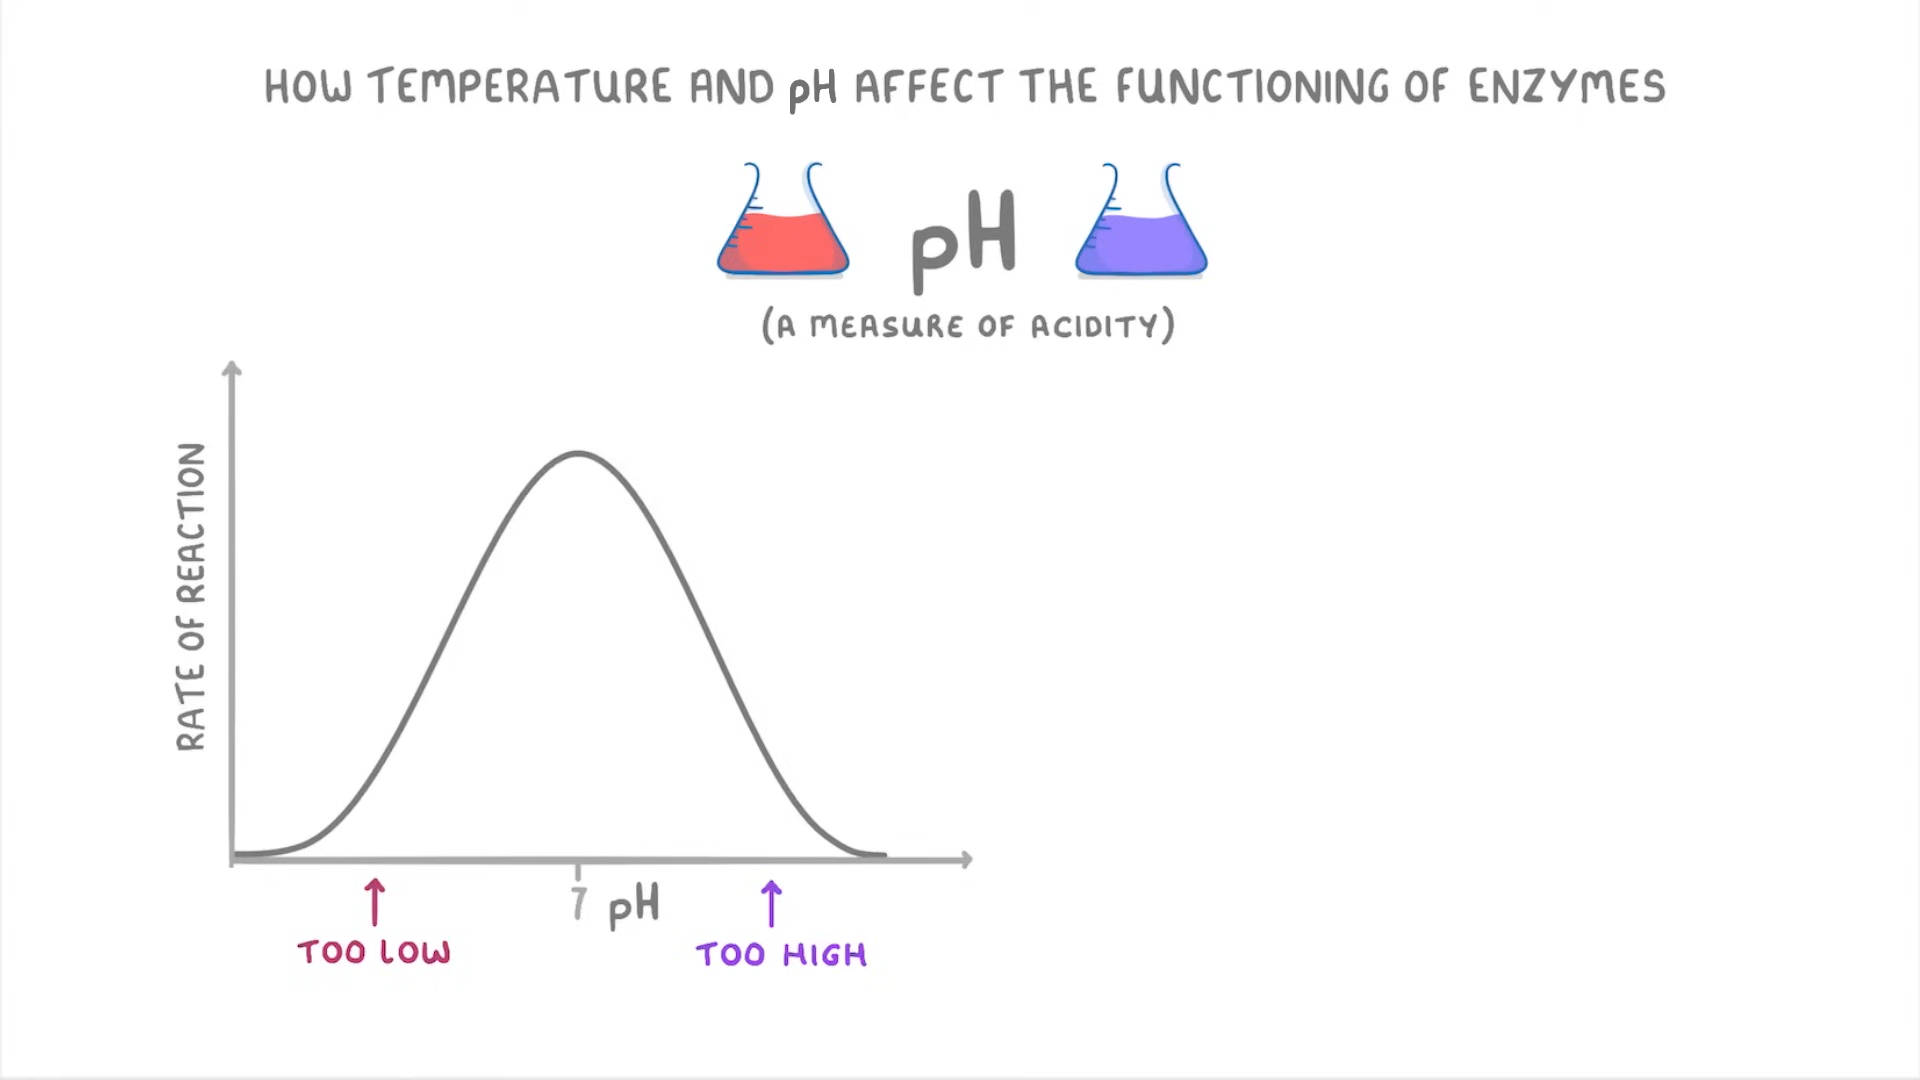 HOW TEMPERATURE AND pH AFFECT THE FUNCTIONING OF ENZYMES
pH
(A MEASURE OF ACIDITY)
RATE OF REACTION
7 pH
TOO LOW
TOO HIGH